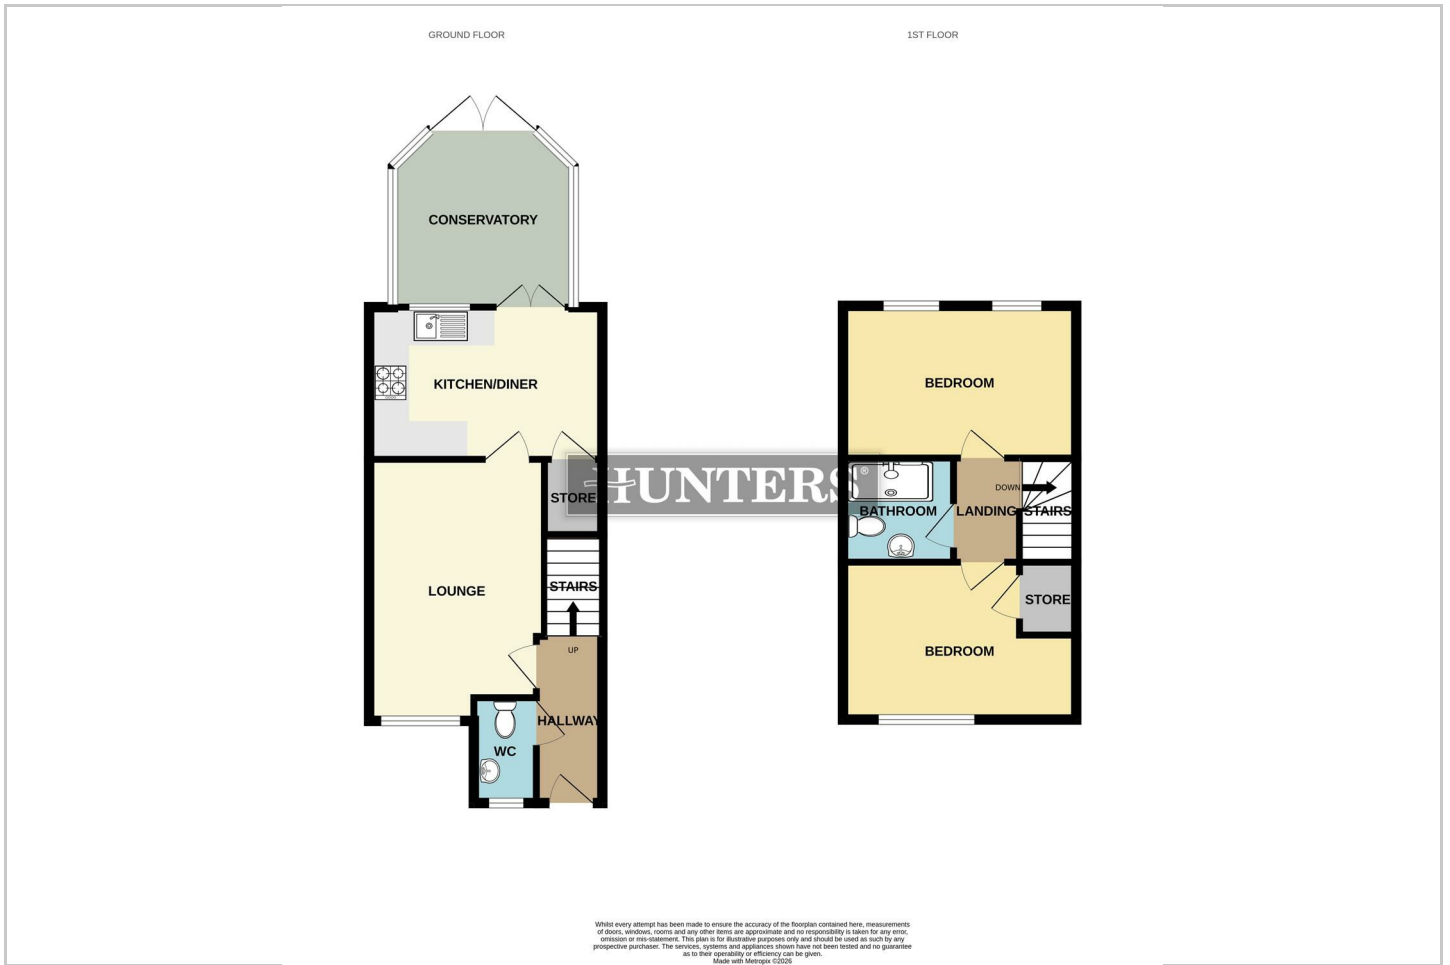 GROUND FLOOR
1ST FLOOR
CONSERVATORY
KITCHEN/DINER
BEDROOM
HUNTERS®
STORE
DOWN
BATHROOM
LANDING
STAIRS
STAIRS
LOUNGE
STORE
UP
BEDROOM
HALLWAY
WC
Whilst every attempt has been made to ensure the accuracy of the floorplan contained here, measurements
of doors, windows, rooms and any other items are approximate and no responsibility is taken for any error,
omission or mis-statement. This plan is for illustrative purposes only and should be used as such by any
prospective purchaser. The services, systems and appliances shown have not been tested and no guarantee
as to their operability or efficiency can be given.
Made with Metropix ©2026